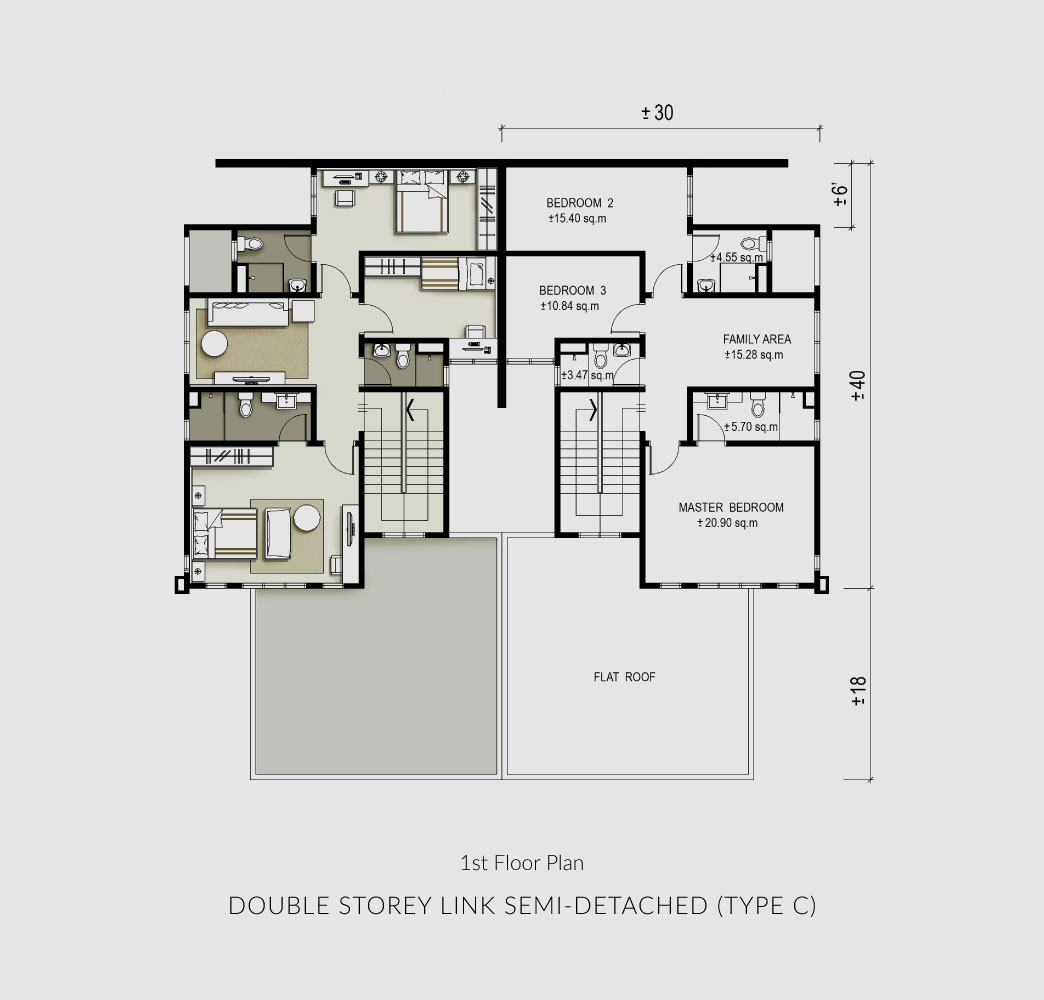 ± 30
±6'
BEDROOM 2
±15.40 sq.m
±4.55 sq.m
BEDROOM 3
±10.84 sq.m
FAMILY AREA
±15.28 sq.m
±3.47 sq.m
±40
±5.70 sq.m
MASTER BEDROOM
± 20.90 sq.m
FLAT ROOF
±18
1st Floor Plan
DOUBLE STOREY LINK SEMI-DETACHED (TYPE C)